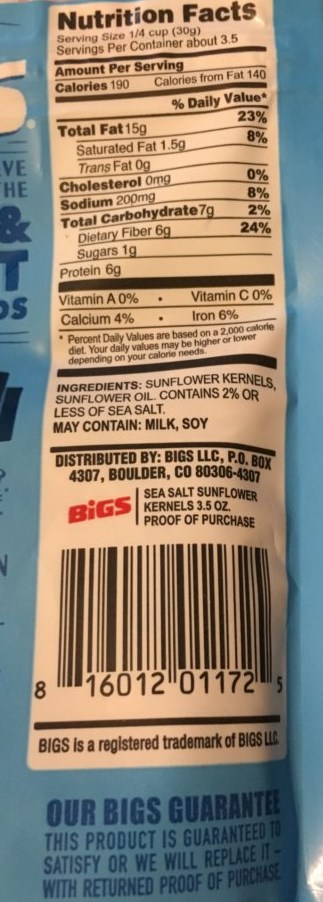 S.
Nutrition Facts
Serving Size 1/4 cup (30g)
Servings Per Container about 3.5
Amount Per Serving
Calories 190 Calories from Fat 140
% Daily Value*
Total Fat 15g 23%
Saturated Fat 1.5g 8%
Trans Fat 0g
Cholesterol 0mg 0%
Sodium 200mg 8%
Total Carbohydrate 7g 2%
Dietary Fiber 6g 24%
Sugars 1g
Protein 6g
Vitamin A 0% • Vitamin C 0%
Calcium 4% • Iron 6%
* Percent Daily Values are based on a 2,000 calorie
diet. Your daily values may be higher or lower
depending on your calorie needs.
INGREDIENTS: SUNFLOWER KERNELS,
SUNFLOWER OIL. CONTAINS 2% OR
LESS OF SEA SALT.
MAY CONTAIN: MILK, SOY
DISTRIBUTED BY: BIGS LLC, P.O. BOX
4307, BOULDER, CO 80306-4307
BiGS
SEA SALT SUNFLOWER
KERNELS 3.5 OZ.
PROOF OF PURCHASE
8 16012 01172 5
BIGS is a registered trademark of BIGS LLC.
OUR BIGS GUARANTEE
THIS PRODUCT IS GUARANTEED TO
SATISFY OR WE WILL REPLACE IT –
WITH RETURNED PROOF OF PURCHASE.